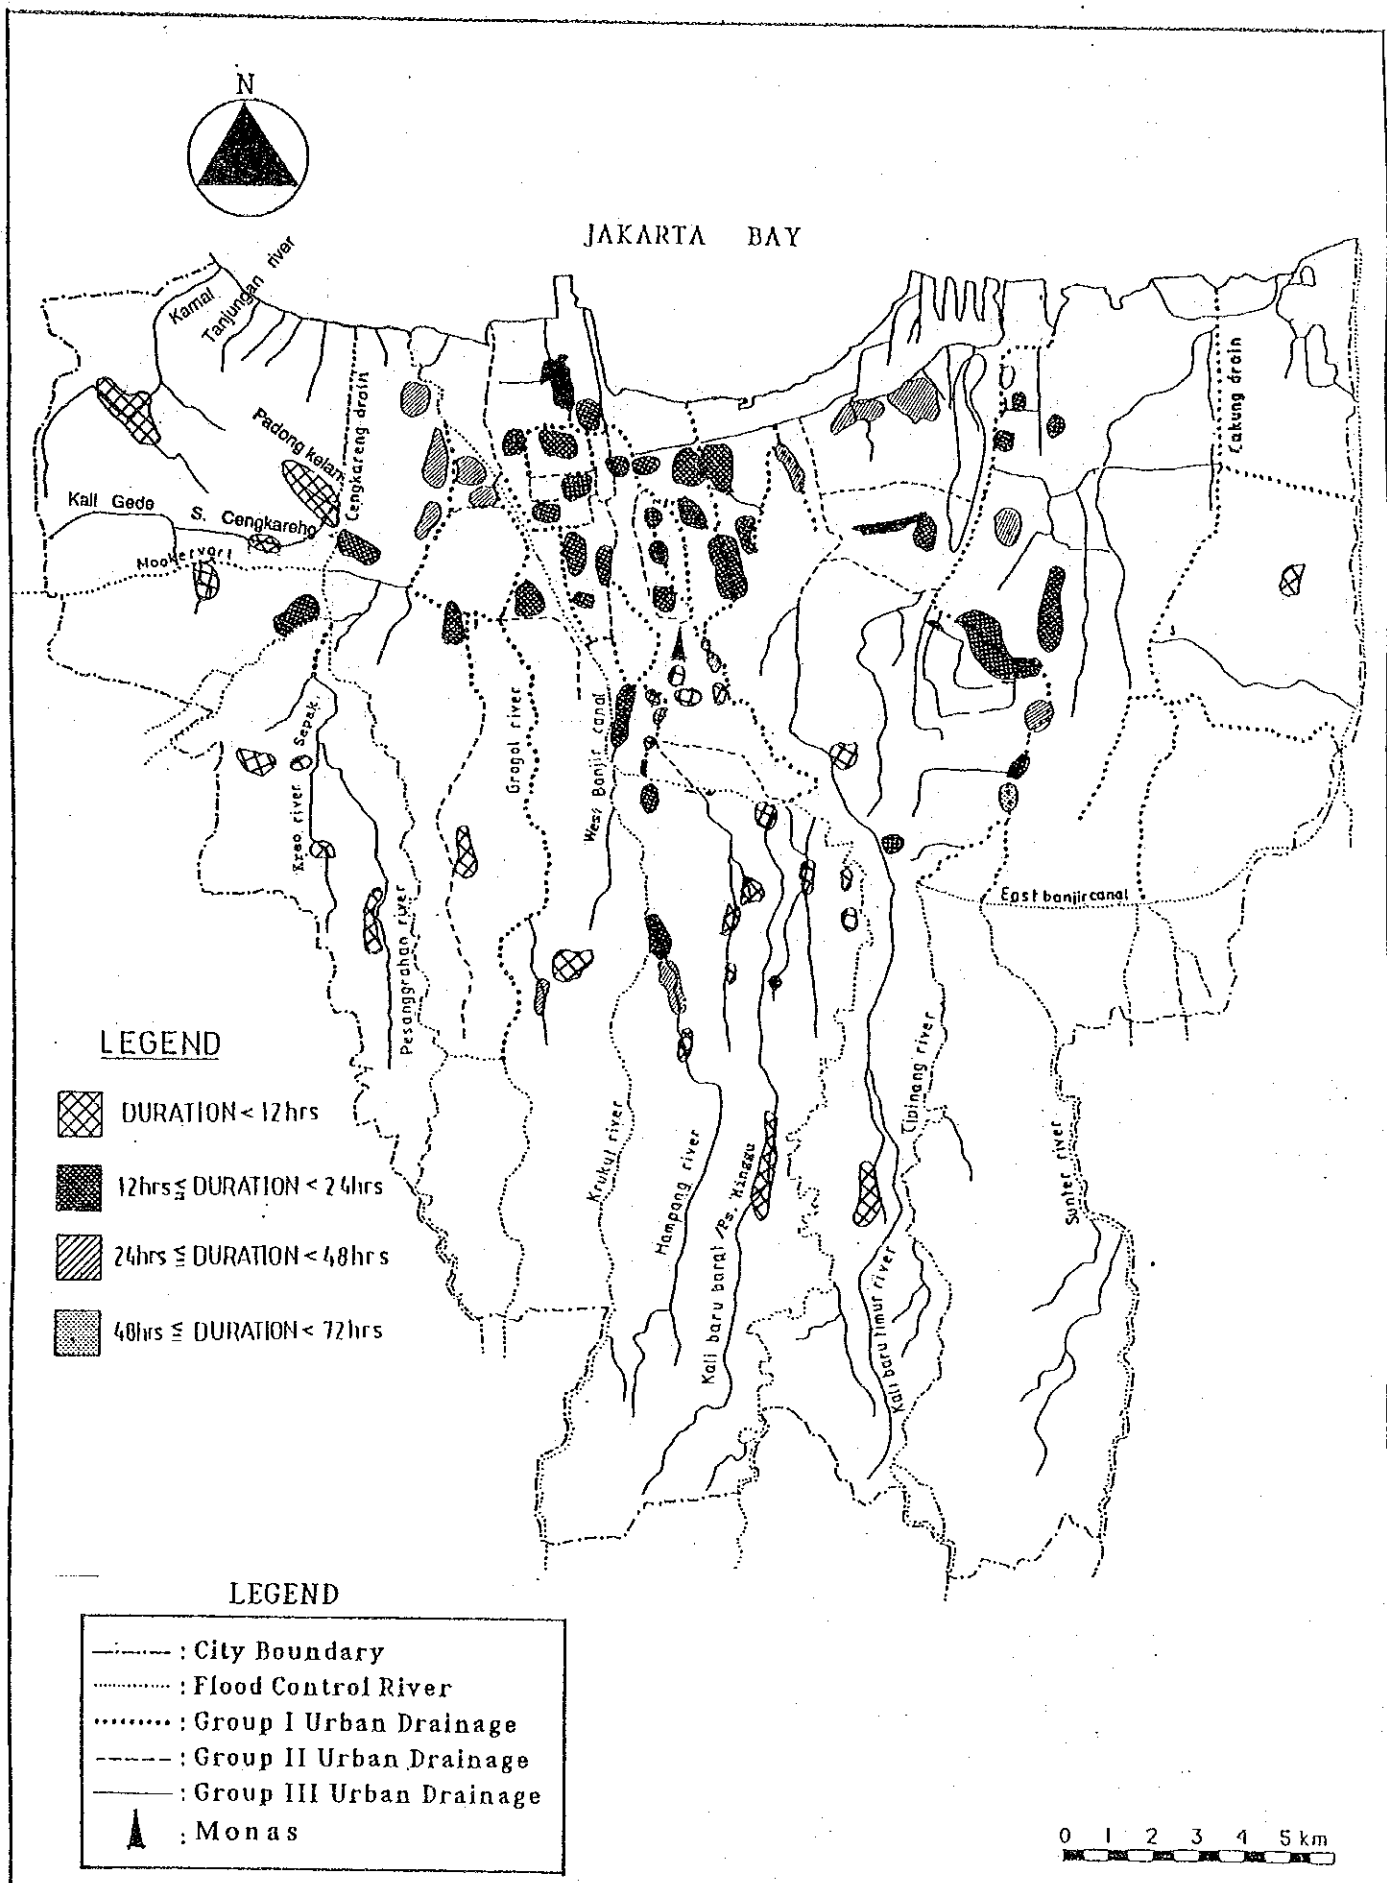 N
JAKARTA BAY
Kamal
Tanjungan river
Cengkareng drain
Padong kelam
Kali Gede
S. Cengkareng
Mookervart
Cakung drain
Sepak
Kreo river
Grogol river
West Banjir canal
Pesanggrahan river
East banjir canal
Krukut river
Mampang river
Kali baru barat /Ps. Minggu
Cipinang river
Kali baru timur river
Sunter river
LEGEND
DURATION < 12hrs
12hrs ≦ DURATION < 24hrs
24hrs ≦ DURATION < 48hrs
48hrs ≦ DURATION < 72hrs
LEGEND
: City Boundary
: Flood Control River
: Group I Urban Drainage
: Group II Urban Drainage
: Group III Urban Drainage
: Monas
0 1 2 3 4 5 km